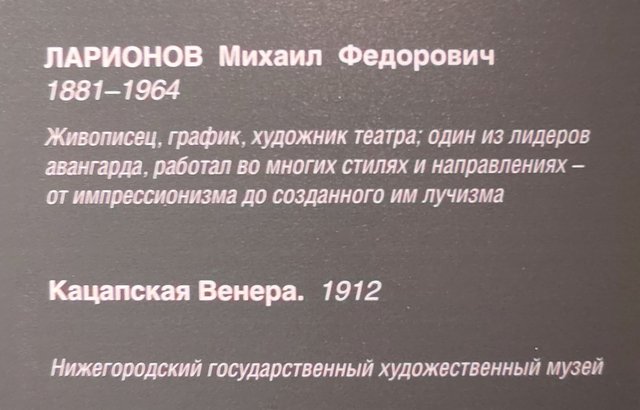 ЛАРИОНОВ Михаил Федорович
1881–1964
Живописец, график, художник театра; один из лидеров
авангарда, работал во многих стилях и направлениях –
от импрессионизма до созданного им лучизма
Кацапская Венера. 1912
Нижегородский государственный художественный музей